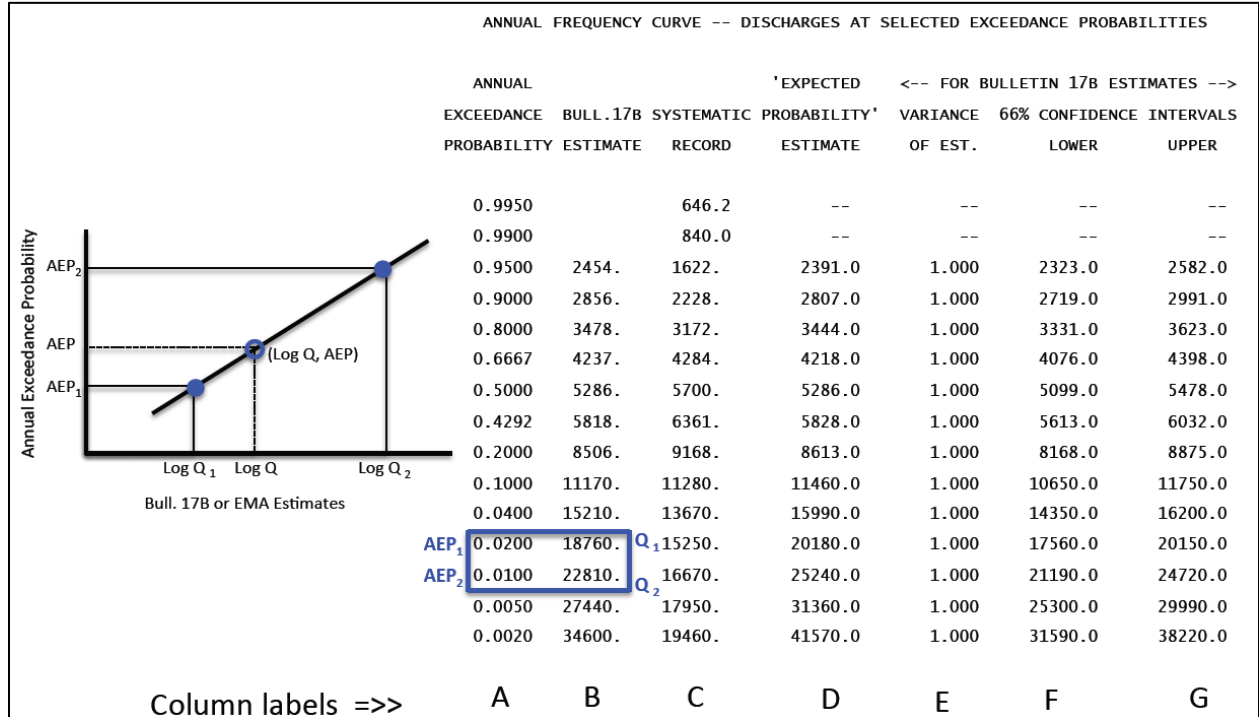 ANNUAL FREQUENCY CURVE -- DISCHARGES AT SELECTED EXCEEDANCE PROBABILITIES
ANNUAL 'EXPECTED <-- FOR BULLETIN 17B ESTIMATES -->
EXCEEDANCE BULL.17B SYSTEMATIC PROBABILITY' VARIANCE 66% CONFIDENCE INTERVALS
PROBABILITY ESTIMATE RECORD ESTIMATE OF EST. LOWER UPPER
0.9950 646.2 -- -- -- --
0.9900 840.0 -- -- -- --
0.9500 2454. 1622. 2391.0 1.000 2323.0 2582.0
0.9000 2856. 2228. 2807.0 1.000 2719.0 2991.0
0.8000 3478. 3172. 3444.0 1.000 3331.0 3623.0
0.6667 4237. 4284. 4218.0 1.000 4076.0 4398.0
0.5000 5286. 5700. 5286.0 1.000 5099.0 5478.0
0.4292 5818. 6361. 5828.0 1.000 5613.0 6032.0
0.2000 8506. 9168. 8613.0 1.000 8168.0 8875.0
0.1000 11170. 11280. 11460.0 1.000 10650.0 11750.0
0.0400 15210. 13670. 15990.0 1.000 14350.0 16200.0
AEP1 0.0200 18760. Q1 15250. 20180.0 1.000 17560.0 20150.0
AEP2 0.0100 22810. Q2 16670. 25240.0 1.000 21190.0 24720.0
0.0050 27440. 17950. 31360.0 1.000 25300.0 29990.0
0.0020 34600. 19460. 41570.0 1.000 31590.0 38220.0
Column labels =>> A B C D E F G
Annual Exceedance Probability
AEP2
AEP
(Log Q, AEP)
AEP1
Log Q1 Log Q Log Q2
Bull. 17B or EMA Estimates